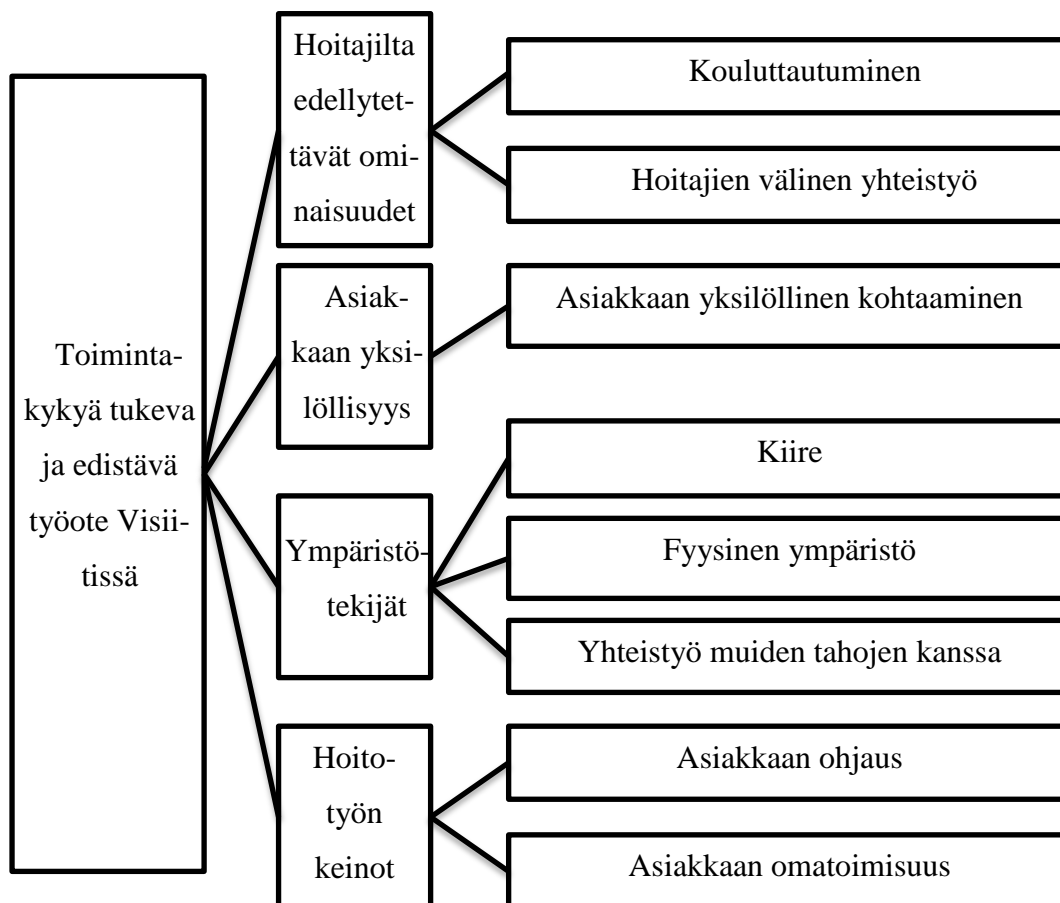 Toiminta-
kykyä tukeva
ja edistävä
työote Visii-
tissä
Hoitajilta
edellytet-
tävät omi-
naisuudet
Kouluttautuminen
Hoitajien välinen yhteistyö
Asiak-
kaan yksi-
löllisyys
Asiakkaan yksilöllinen kohtaaminen
Ympäristö-
tekijät
Kiire
Fyysinen ympäristö
Yhteistyö muiden tahojen kanssa
Hoito-
työn
keinot
Asiakkaan ohjaus
Asiakkaan omatoimisuus